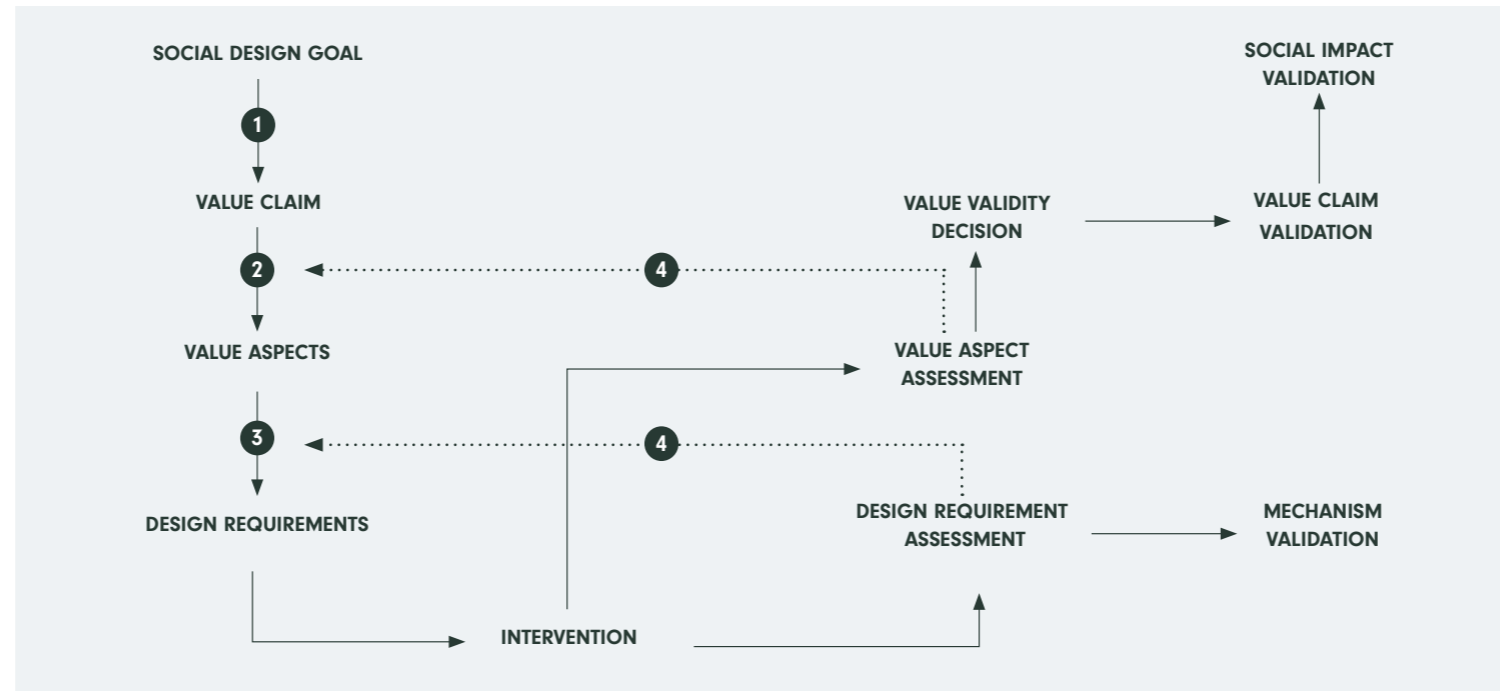 SOCIAL DESIGN GOAL
1
VALUE CLAIM
2
VALUE ASPECTS
3
DESIGN REQUIREMENTS
INTERVENTION
4
4
VALUE VALIDITY
DECISION
VALUE ASPECT
ASSESSMENT
DESIGN REQUIREMENT
ASSESSMENT
SOCIAL IMPACT
VALIDATION
VALUE CLAIM
VALIDATION
MECHANISM
VALIDATION